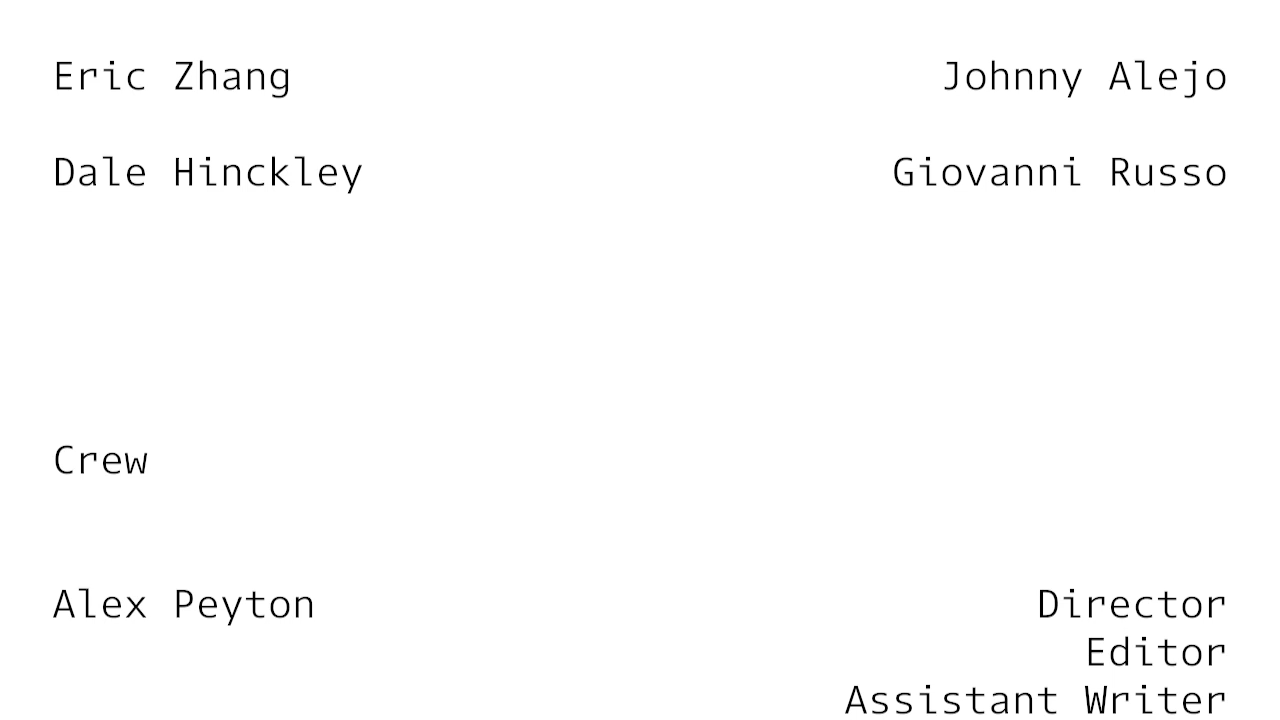 Eric Zhang Johnny Alejo
Dale Hinckley Giovanni Russo
Crew
Alex Peyton Director
Editor
Assistant Writer